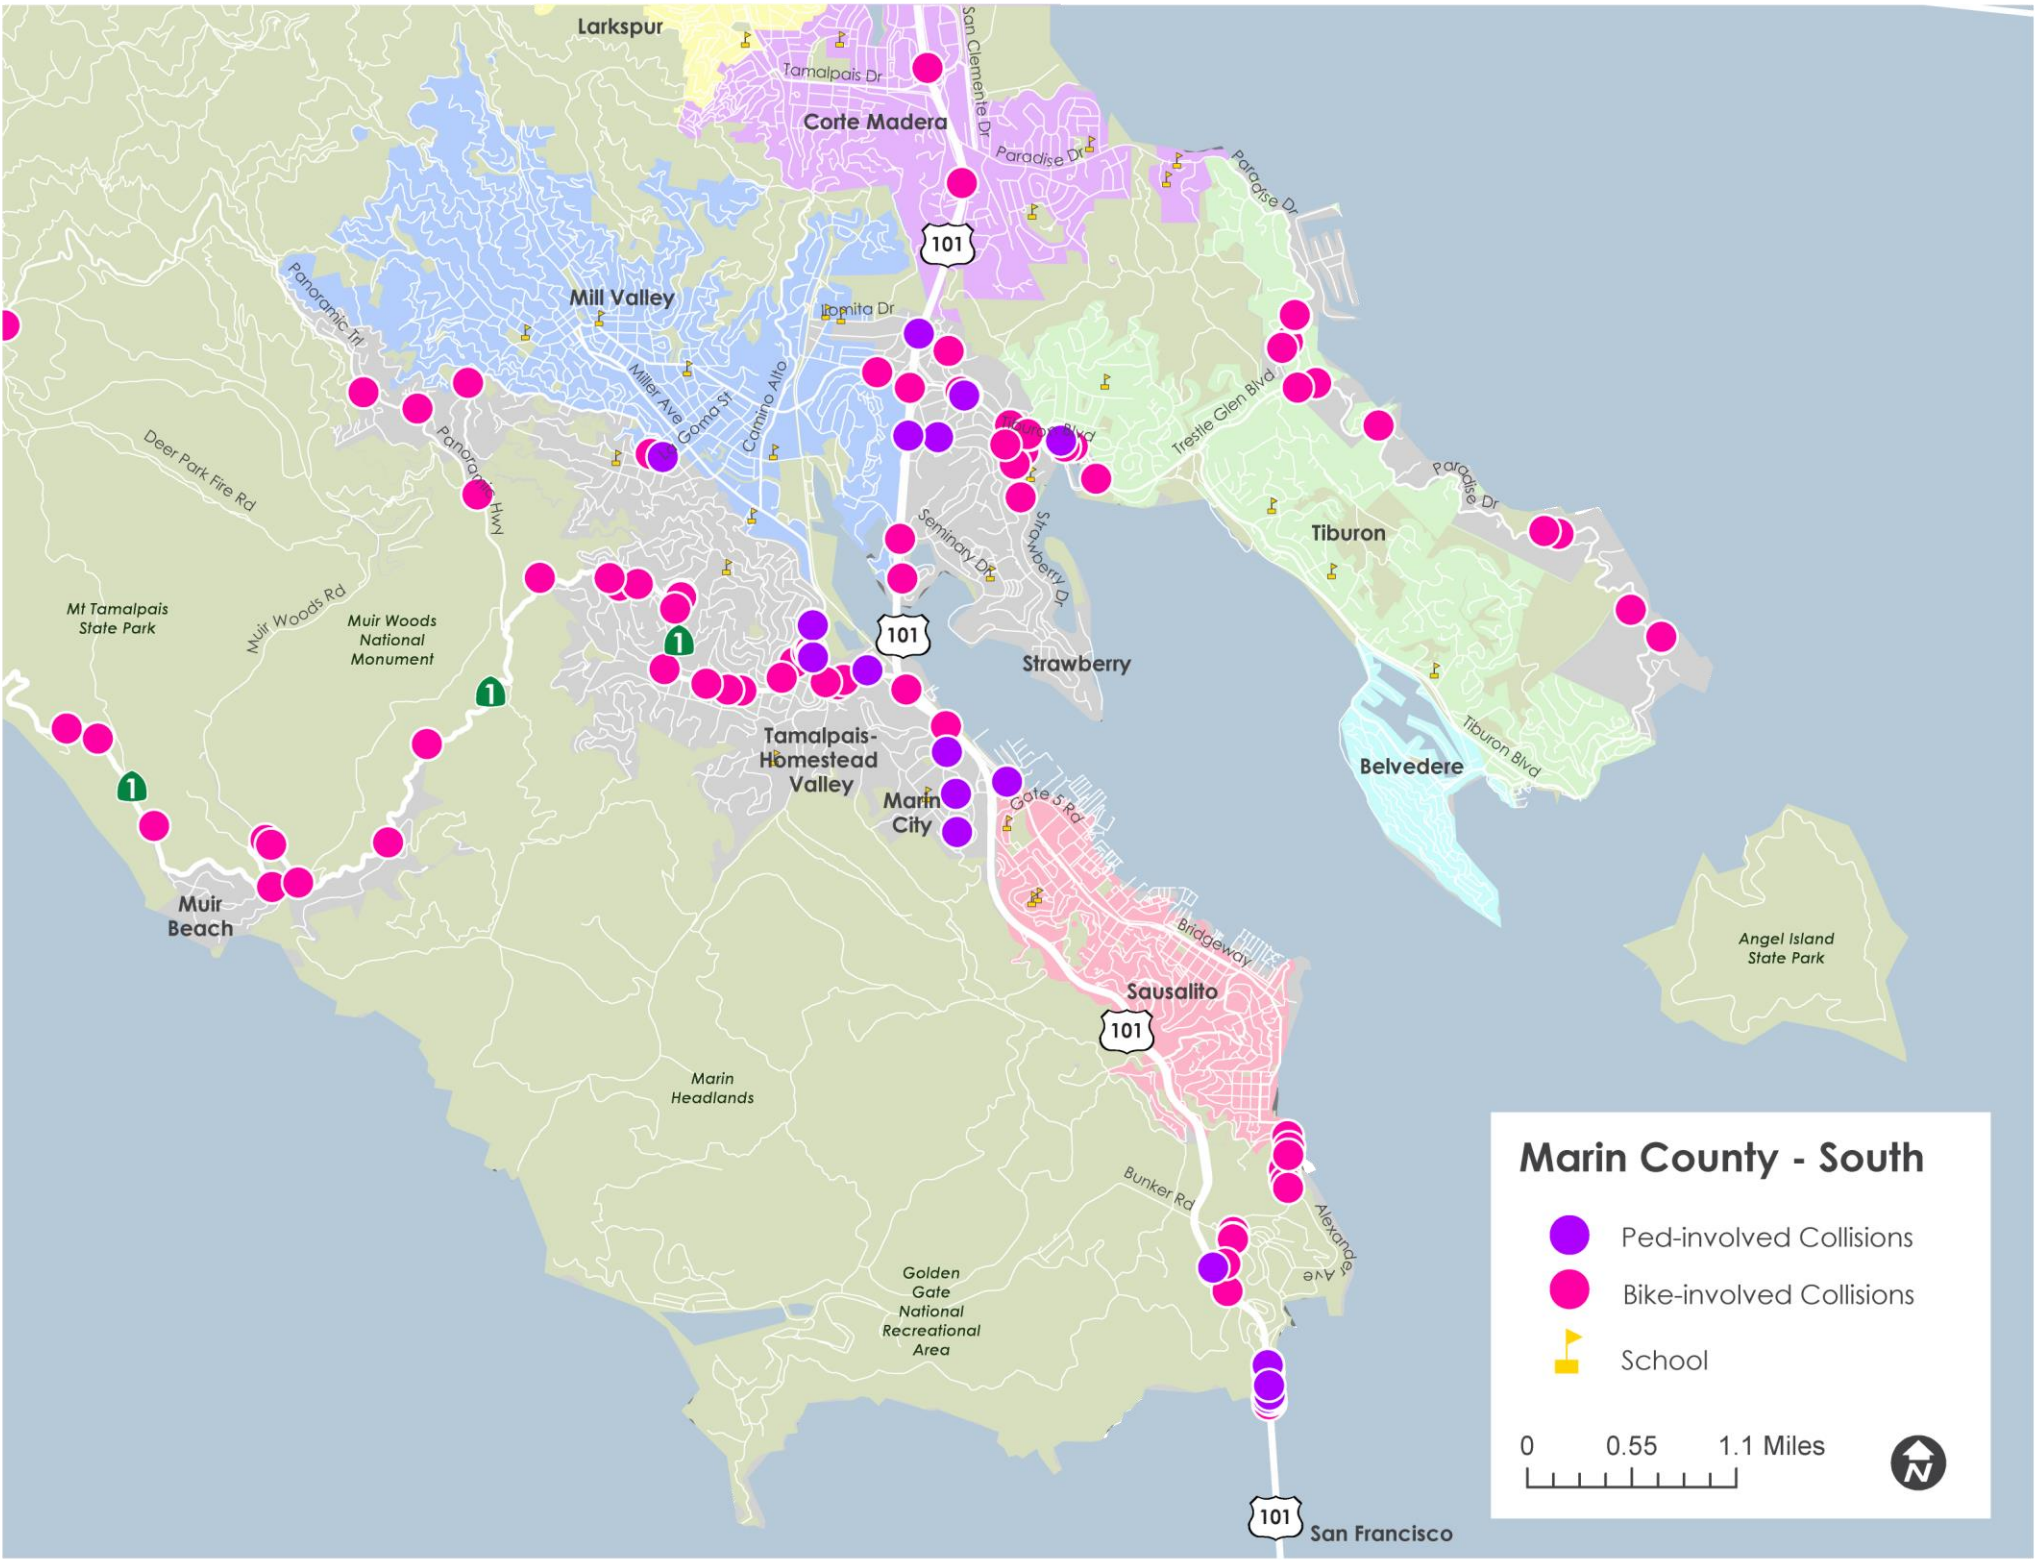 Larkspur
San Clemente Dr
Tamalpais Dr
Corte Madera
Paradise Dr
Paradise Dr
101
Panoramic Trl
Mill Valley
Lomita Dr
Miller Ave
Goma St
Camino Alto
Tiburon Blvd
Trestle Glen Blvd
Panoramic Hwy
Deer Park Fire Rd
Paradise Dr
Seminary Dr
Strawberry Dr
Tiburon
Mt Tamalpais
State Park
Muir Woods Rd
Muir Woods
National
Monument
1
101
Strawberry
1
Tamalpais-
Homestead
Valley
Tiburon Blvd
Belvedere
1
Marin
City
Gate 5 Rd
Muir
Beach
Bridgeway
Angel Island
State Park
Sausalito
101
Marin
Headlands
Bunker Rd
Alexander
Ave
Golden
Gate
National
Recreational
Area
101
San Francisco
Marin County - South
Ped-involved Collisions
Bike-involved Collisions
School
0 0.55 1.1 Miles
N